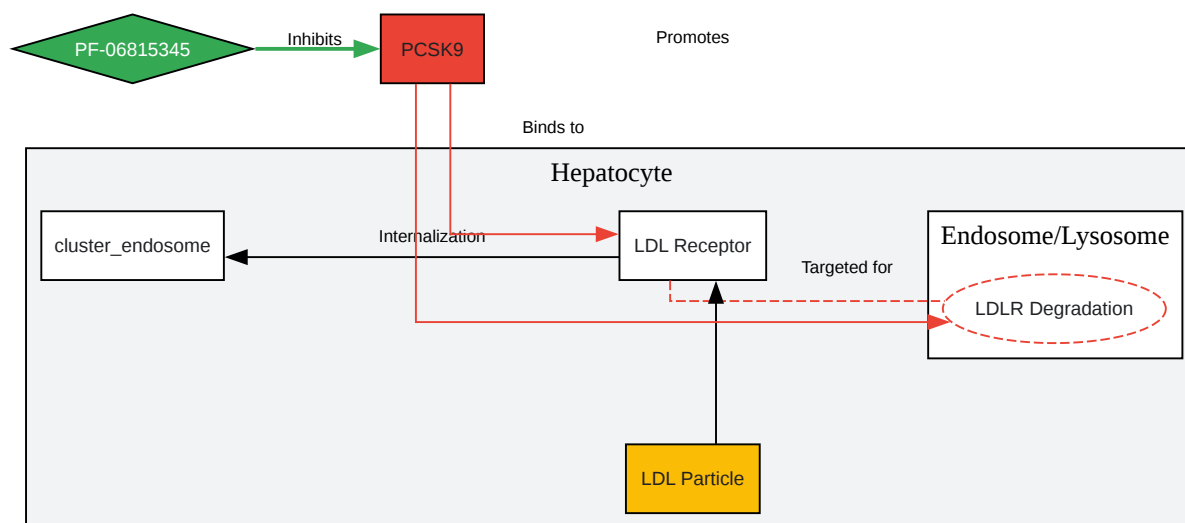 PF-06815345
Inhibits
PCSK9
Promotes
Binds to
Hepatocyte
cluster_endosome
Internalization
LDL Receptor
Endosome/Lysosome
Targeted for
LDLR Degradation
LDL Particle